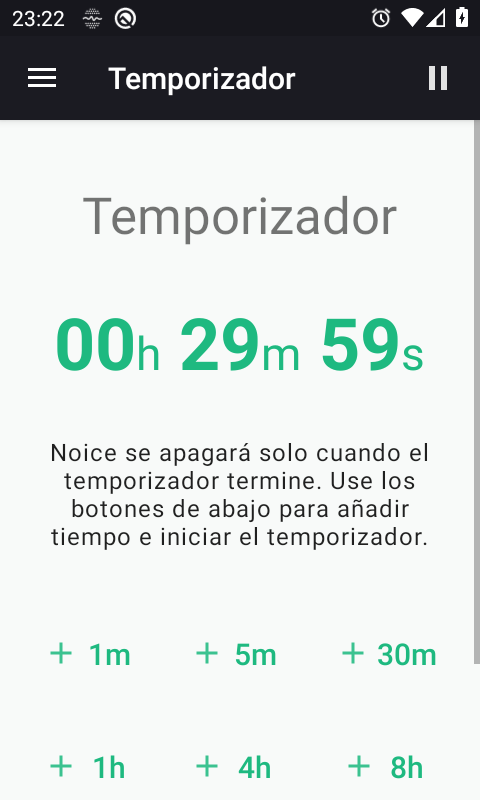 23:22
Temporizador
Temporizador
00h 29m 59s
Noice se apagará solo cuando el
temporizador termine. Use los
botones de abajo para añadir
tiempo e iniciar el temporizador.
+ 1m + 5m + 30m
+ 1h + 4h + 8h